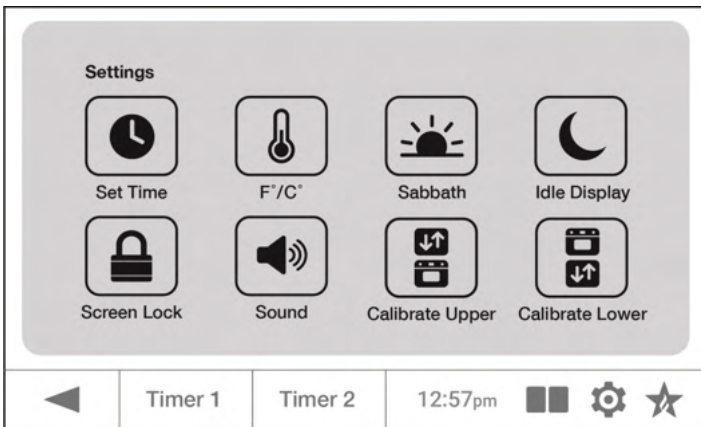 Settings
Set Time F°/C° Sabbath Idle Display
Screen Lock Sound Calibrate Upper Calibrate Lower
Timer 1 Timer 2 12:57pm